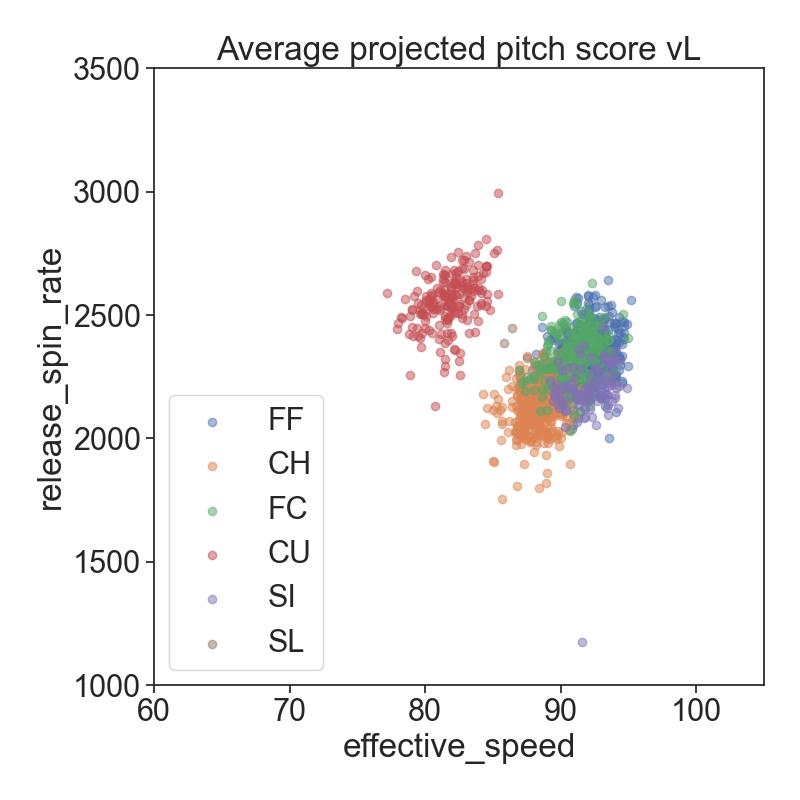 Average projected pitch score vL
3500
3000
2500
2000
1500
1000
release_spin_rate
FF
CH
FC
CU
SI
SL
60
70
80
90
100
effective_speed